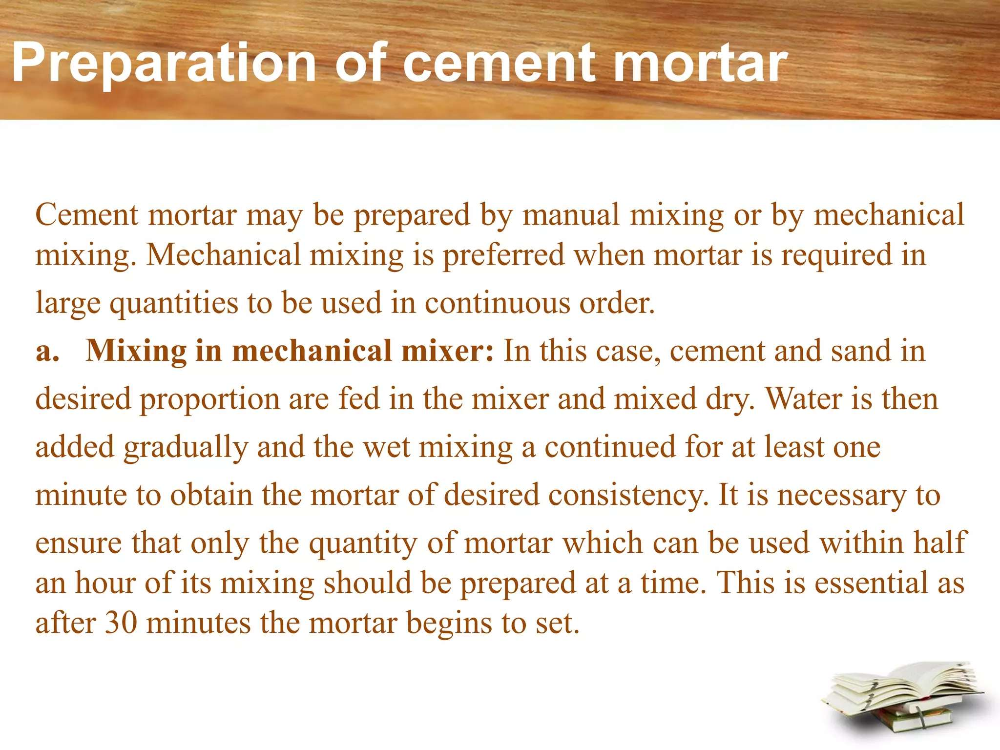 Preparation of cement mortar
Cement mortar may be prepared by manual mixing or by mechanical
mixing. Mechanical mixing is preferred when mortar is required in
large quantities to be used in continuous order.
a. Mixing in mechanical mixer: In this case, cement and sand in
desired proportion are fed in the mixer and mixed dry. Water is then
added gradually and the wet mixing a continued for at least one
minute to obtain the mortar of desired consistency. It is necessary to
ensure that only the quantity of mortar which can be used within half
an hour of its mixing should be prepared at a time. This is essential as
after 30 minutes the mortar begins to set.